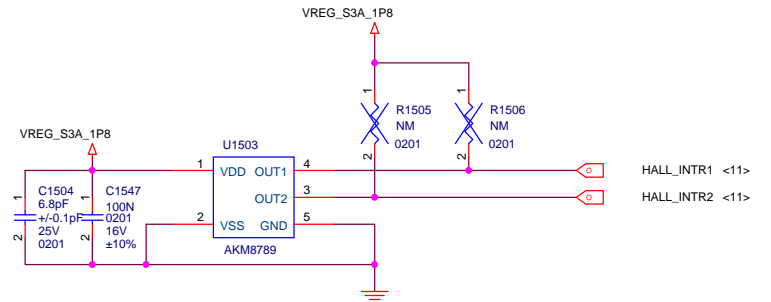 VREG_S3A_1P8
1
1
R1505
NM
0201
R1506
NM
0201
2
2
VREG_S3A_1P8
U1503
1
VDD
OUT1
4
HALL_INTR1 <11>
OUT2
3
HALL_INTR2 <11>
2
VSS
GND
5
AKM8789
1
C1504
6.8pF
+/-0.1pF
25V
0201
2
1
C1547
100N
0201
16V
±10%
2